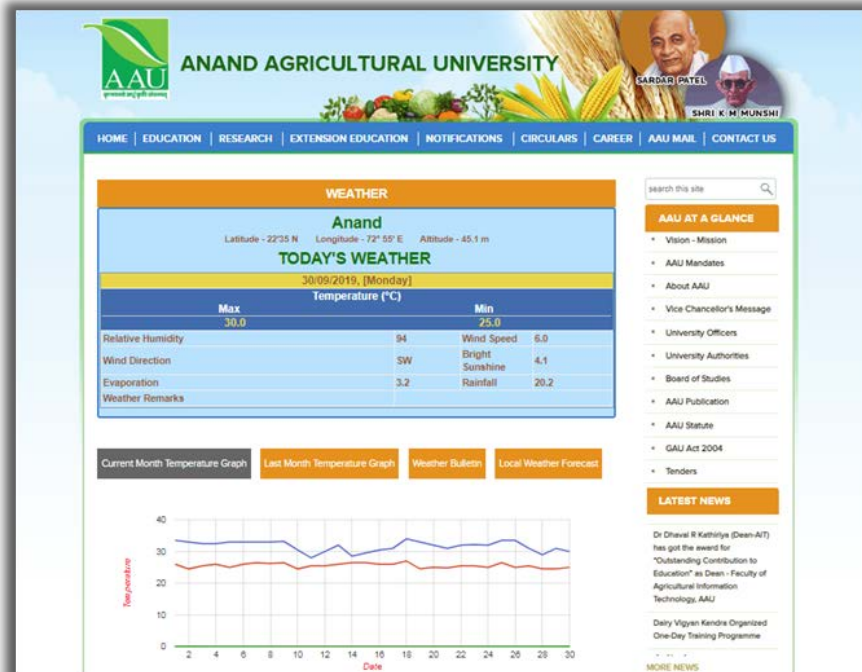 AAU
ANAND AGRICULTURAL UNIVERSITY
SARDAR PATEL
SHRI K M MUNSHI
HOME | EDUCATION | RESEARCH | EXTENSION EDUCATION | NOTIFICATIONS | CIRCULARS | CAREER | AAU MAIL | CONTACT US
WEATHER
Anand
Latitude - 22°35 N Longitude - 72° 55' E Altitude - 45.1 m
TODAY'S WEATHER
30/09/2019, [Monday]
Temperature (°C)
Max Min
30.0 25.0
Relative Humidity 94 Wind Speed 6.0
Wind Direction SW Bright Sunshine 4.1
Evaporation 3.2 Rainfall 20.2
Weather Remarks
Current Month Temperature Graph Last Month Temperature Graph Weather Bulletin Local Weather Forecast
40
30
20
10
0
Temperature
2 4 6 8 10 12 14 16 18 20 22 24 26 28 30
Date
search this site
AAU AT A GLANCE
Vision - Mission
AAU Mandates
About AAU
Vice Chancellor's Message
University Officers
University Authorities
Board of Studies
AAU Publication
AAU Statute
GAU Act 2004
Tenders
LATEST NEWS
Dr Dhaval R Kathiriya (Dean-AIT)
has got the award for
"Outstanding Contribution to
Education" as Dean - Faculty of
Agricultural Information
Technology, AAU
Dairy Vigyan Kendra Organized
One-Day Training Programme
MORE NEWS